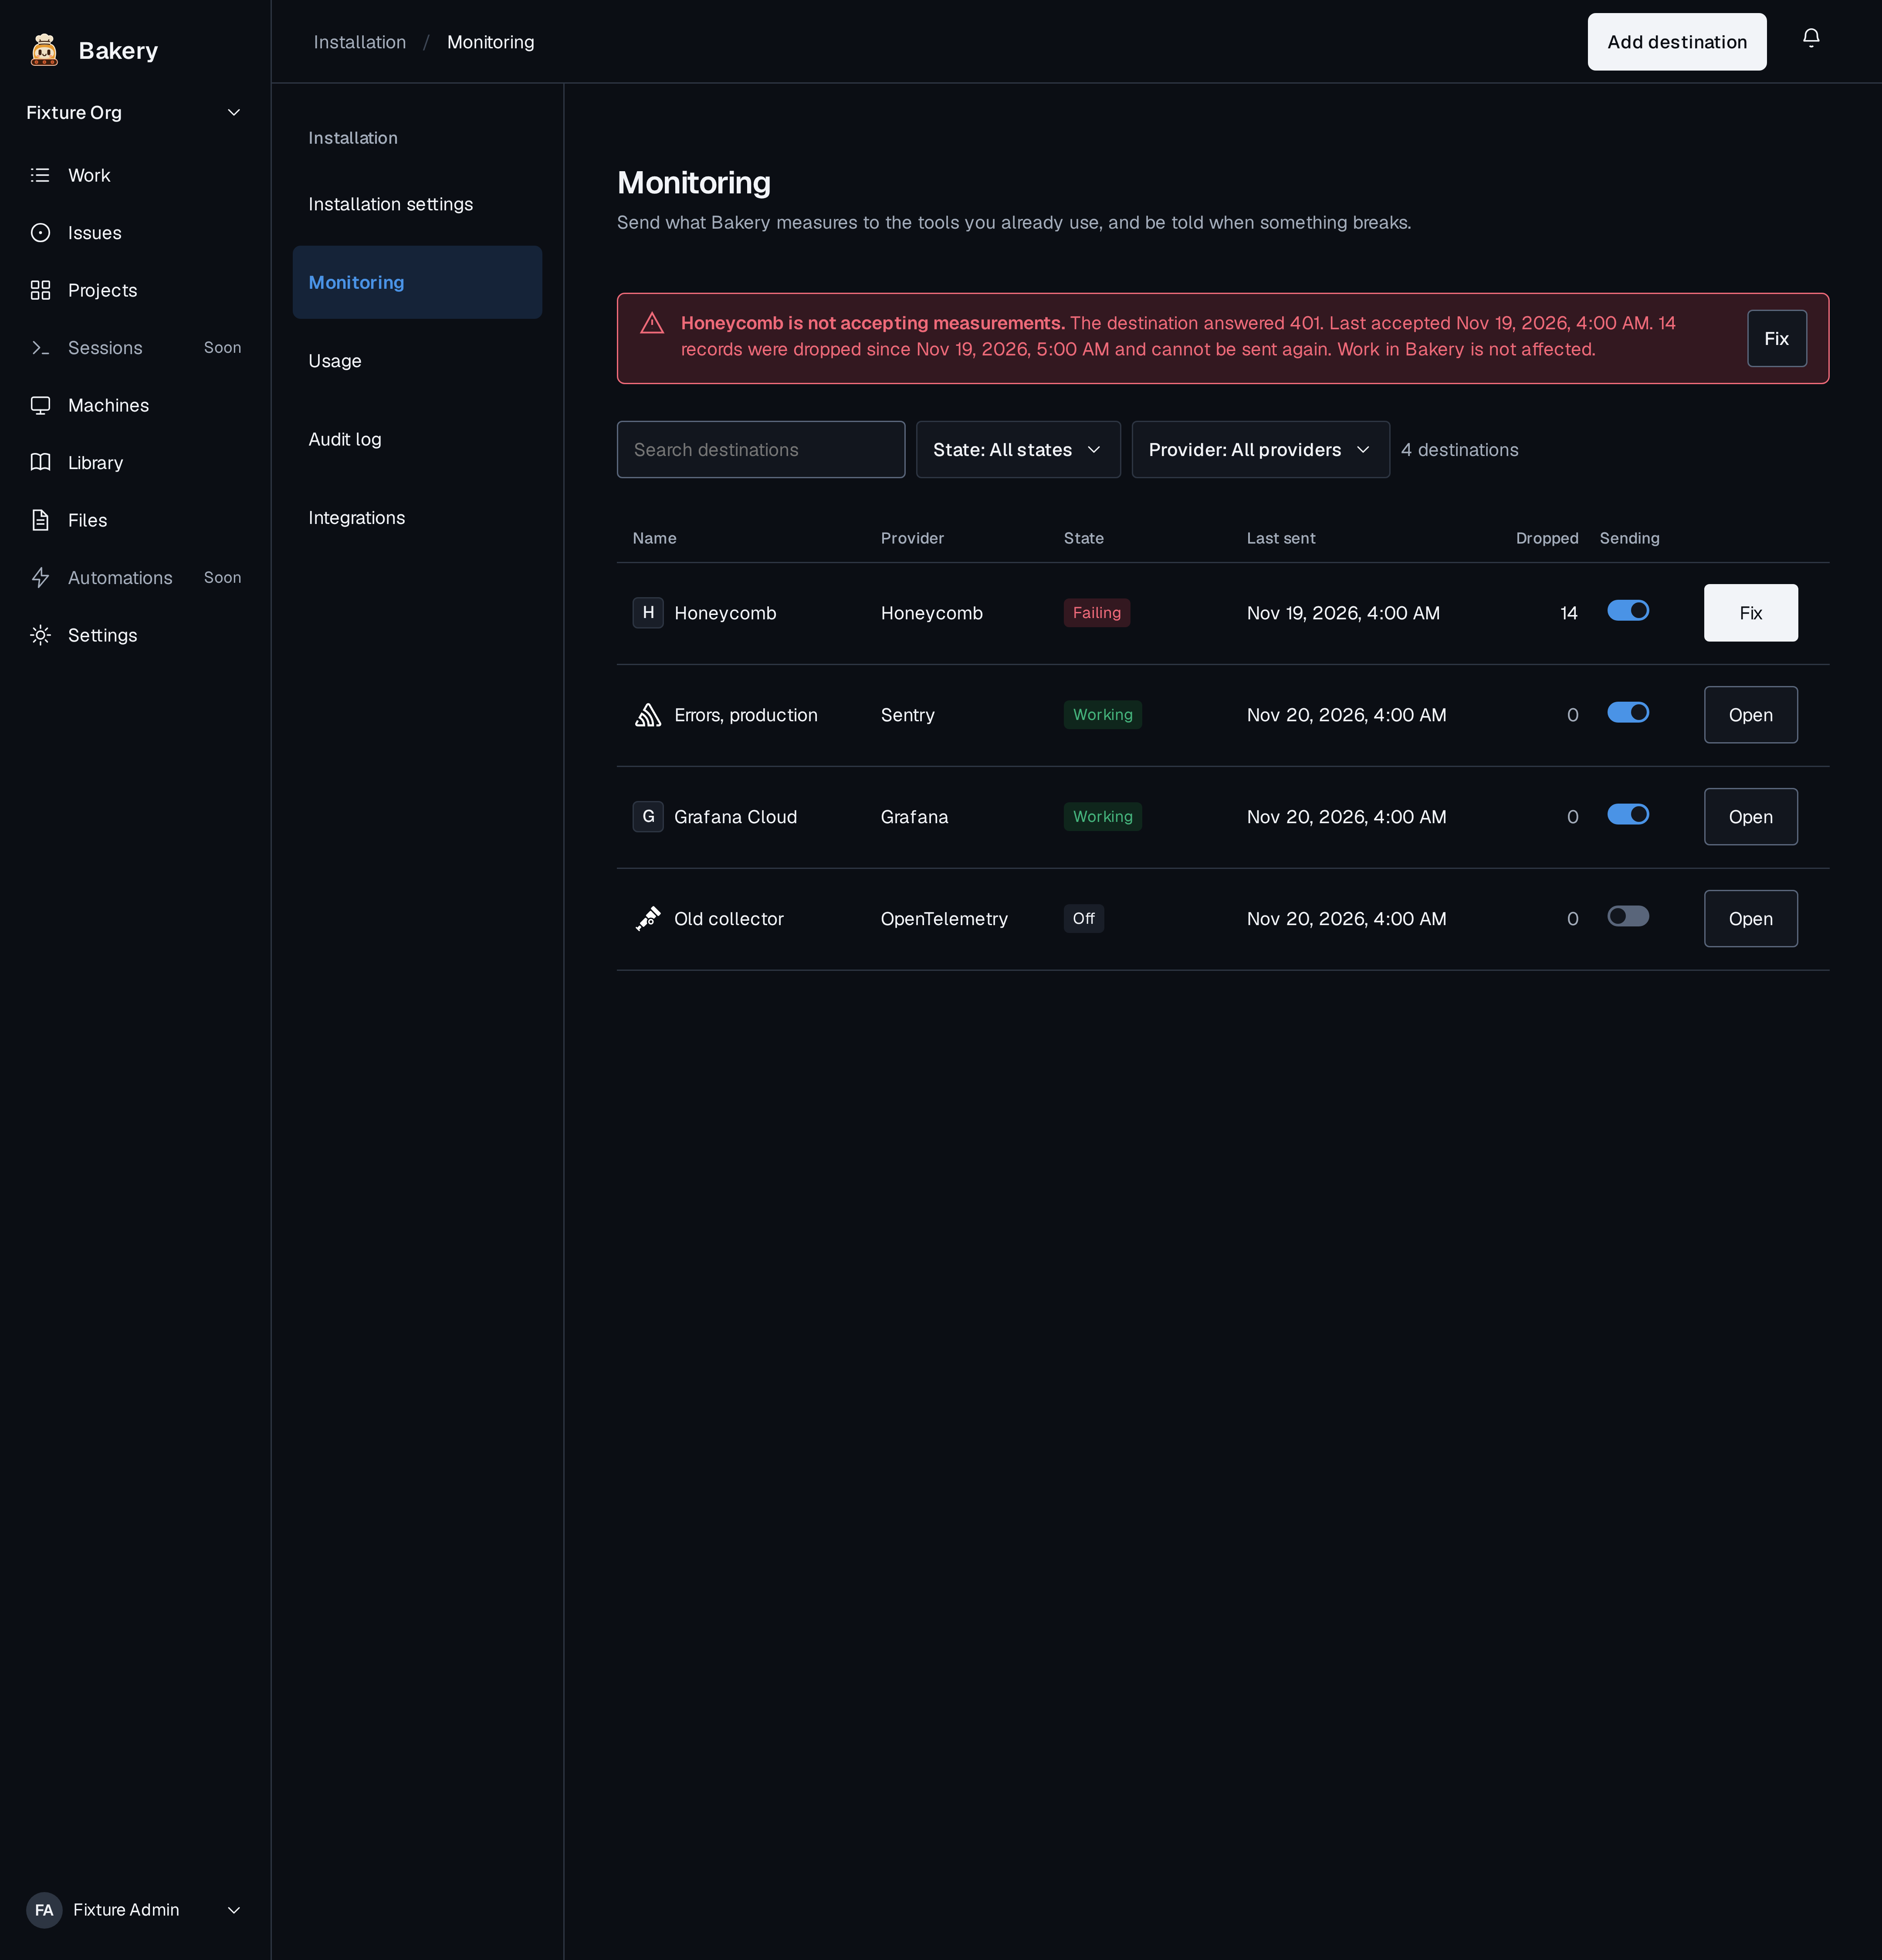 Bakery
Fixture Org
Work
Issues
Projects
Sessions Soon
Machines
Library
Files
Automations Soon
Settings
FA Fixture Admin
Installation / Monitoring
Add destination
Installation
Installation settings
Monitoring
Usage
Audit log
Integrations
Monitoring
Send what Bakery measures to the tools you already use, and be told when something breaks.
Honeycomb is not accepting measurements. The destination answered 401. Last accepted Nov 19, 2026, 4:00 AM. 14
records were dropped since Nov 19, 2026, 5:00 AM and cannot be sent again. Work in Bakery is not affected.
Fix
Search destinations State: All states Provider: All providers 4 destinations
Name Provider State Last sent Dropped Sending
H Honeycomb Honeycomb Failing Nov 19, 2026, 4:00 AM 14 Fix
Errors, production Sentry Working Nov 20, 2026, 4:00 AM 0 Open
G Grafana Cloud Grafana Working Nov 20, 2026, 4:00 AM 0 Open
Old collector OpenTelemetry Off Nov 20, 2026, 4:00 AM 0 Open